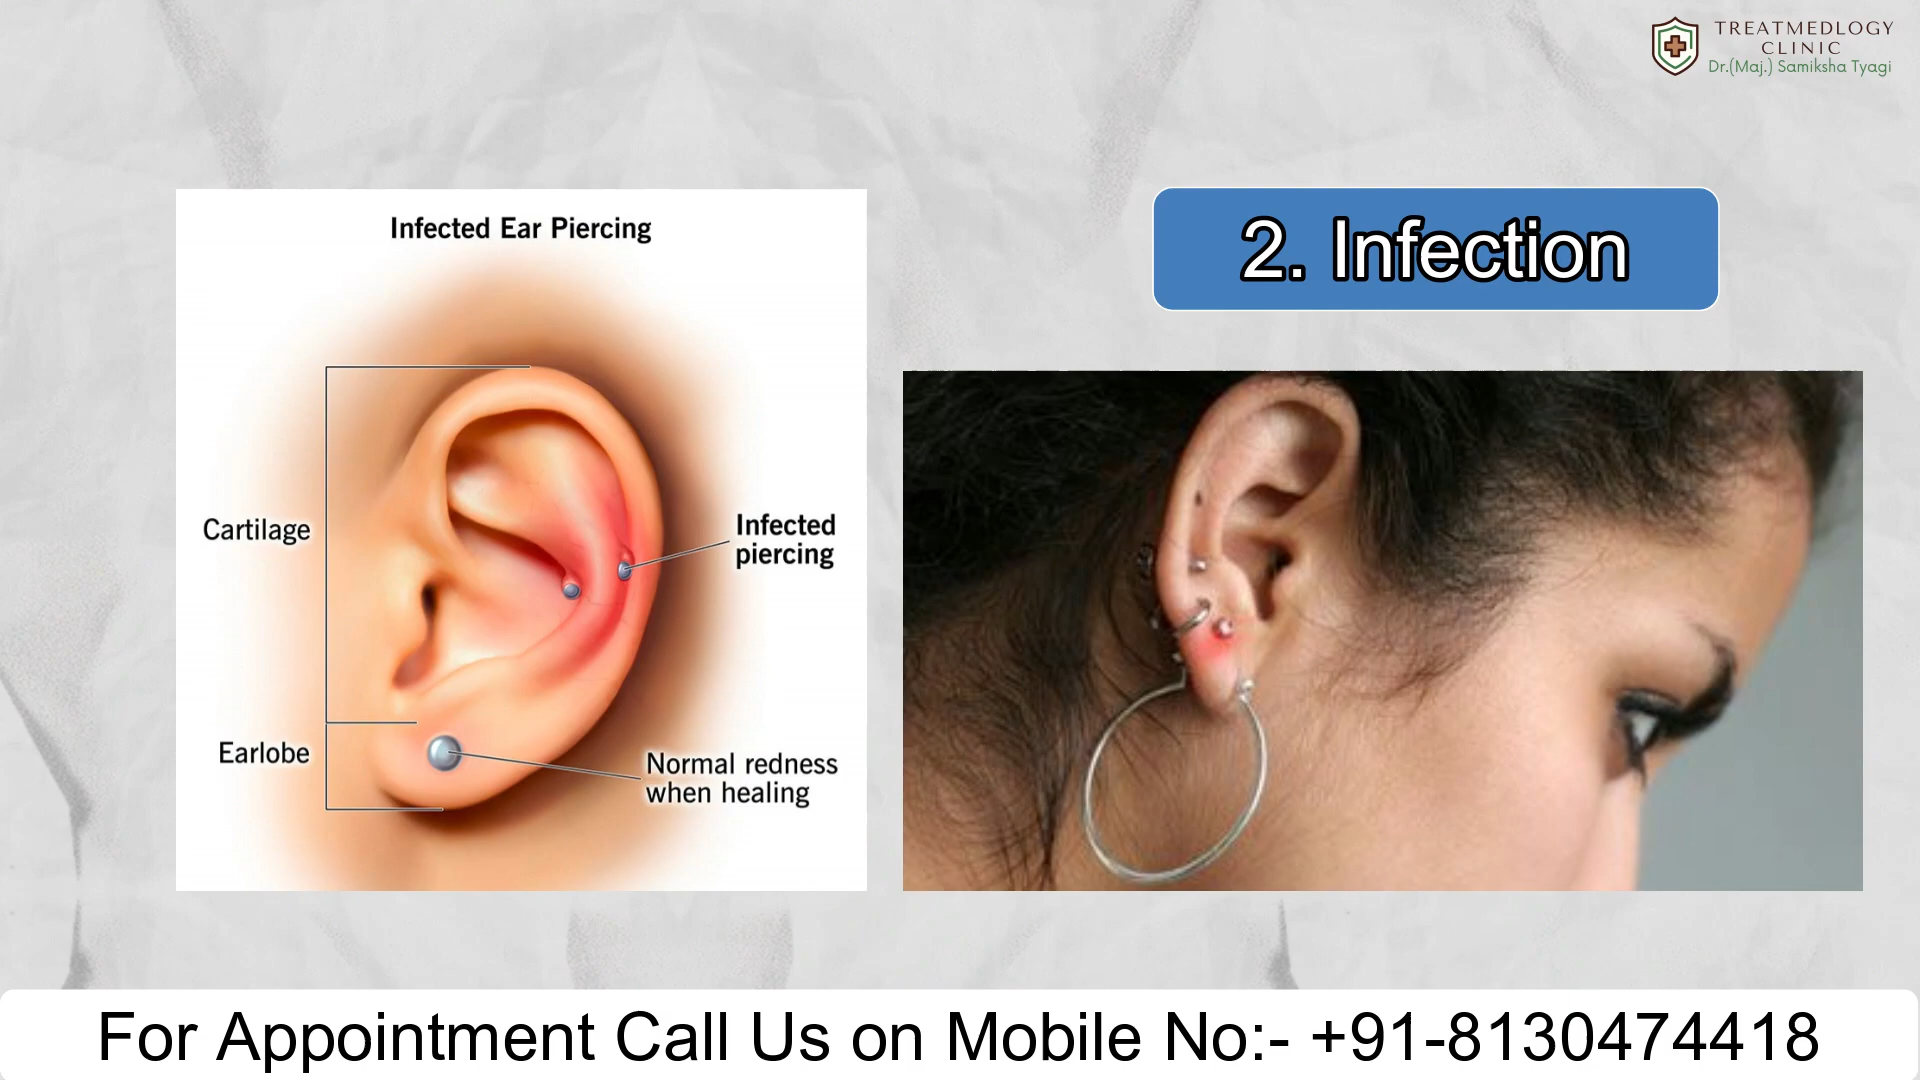 TREATMEDLOGY
CLINIC
Dr.(Maj.) Samiksha Tyagi
Infected Ear Piercing
2. Infection
Cartilage
Infected
piercing
Earlobe
Normal redness
when healing
For Appointment Call Us on Mobile No:- +91-8130474418